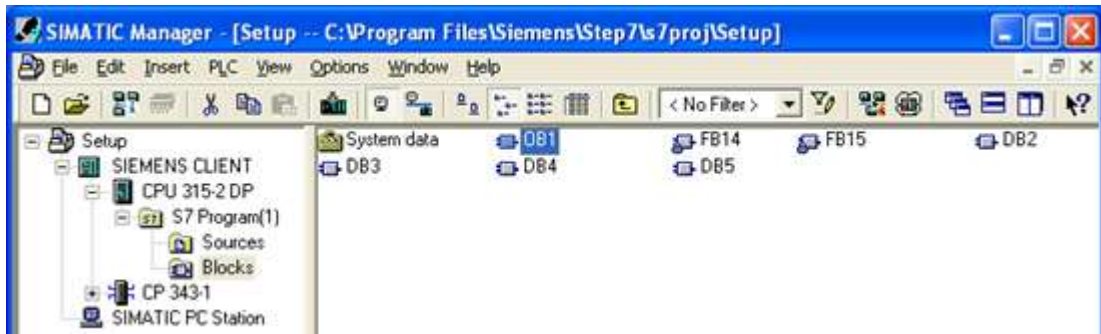 SIMATIC Manager - [Setup -- C:\Program Files\Siemens\Step7\s7proj\Setup]
File Edit Insert PLC View Options Window Help
< No Filter >
Setup
SIEMENS CLIENT
CPU 315-2 DP
S7 Program(1)
Sources
Blocks
CP 343-1
SIMATIC PC Station
System data OB1 FB14 FB15 DB2
DB3 DB4 DB5